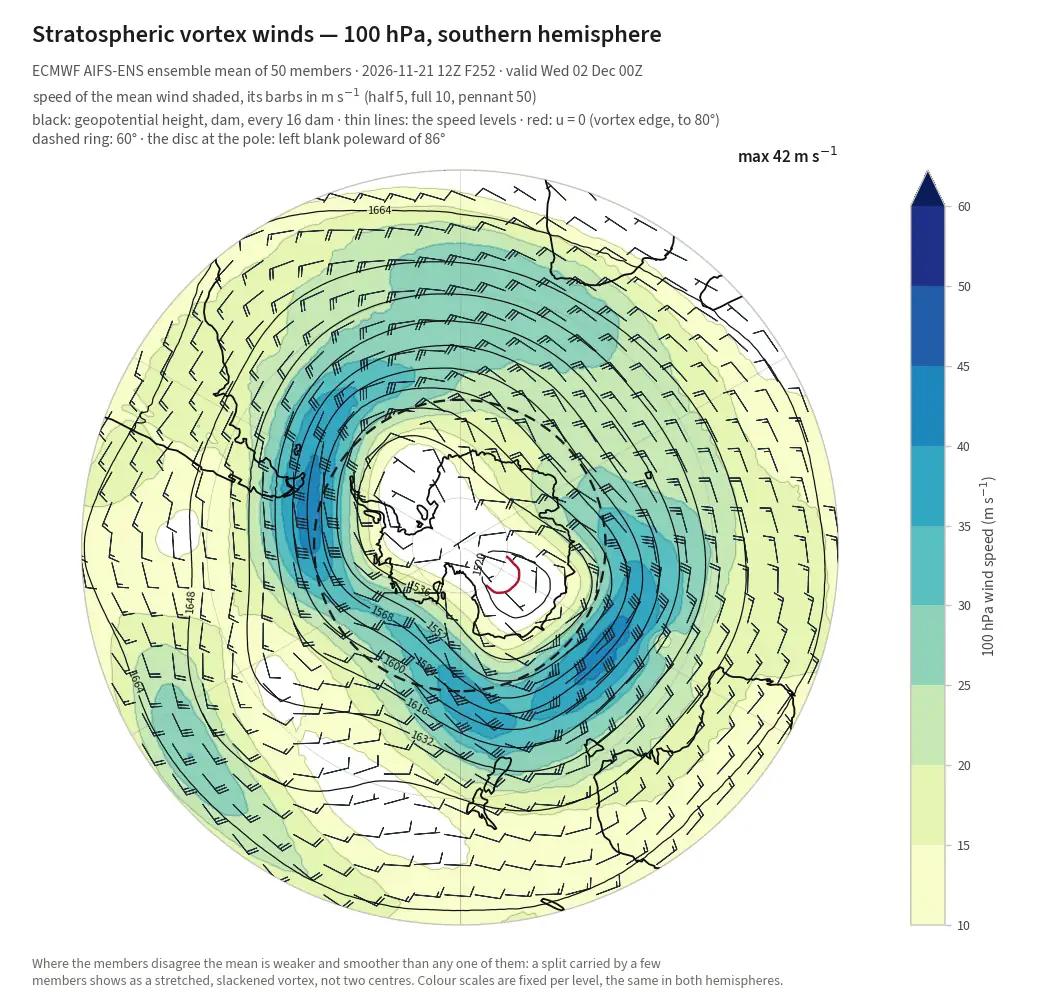 Stratospheric vortex winds — 100 hPa, southern hemisphere
ECMWF AIFS-ENS ensemble mean of 50 members · 2026-11-21 12Z F252 · valid Wed 02 Dec 00Z
speed of the mean wind shaded, its barbs in m s⁻¹ (half 5, full 10, pennant 50)
black: geopotential height, dam, every 16 dam · thin lines: the speed levels · red: u = 0 (vortex edge, to 80°)
dashed ring: 60° · the disc at the pole: left blank poleward of 86°
max 42 m s⁻¹
1664
1520
1536
1568
1552
1648
1600
1664
1616
1632
60
50
45
40
35
30
25
20
15
10
100 hPa wind speed (m s⁻¹)
Where the members disagree the mean is weaker and smoother than any one of them: a split carried by a few
members shows as a stretched, slackened vortex, not two centres. Colour scales are fixed per level, the same in both hemispheres.